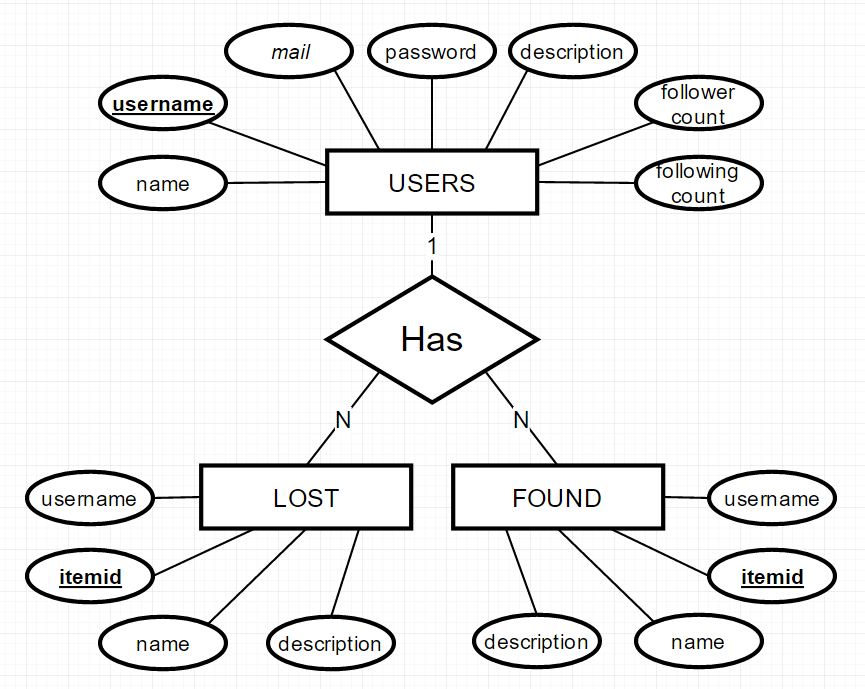 mail
password
description
username
follower
count
name
USERS
following
count
1
Has
N
N
username
LOST
FOUND
username
itemid
itemid
name
description
description
name